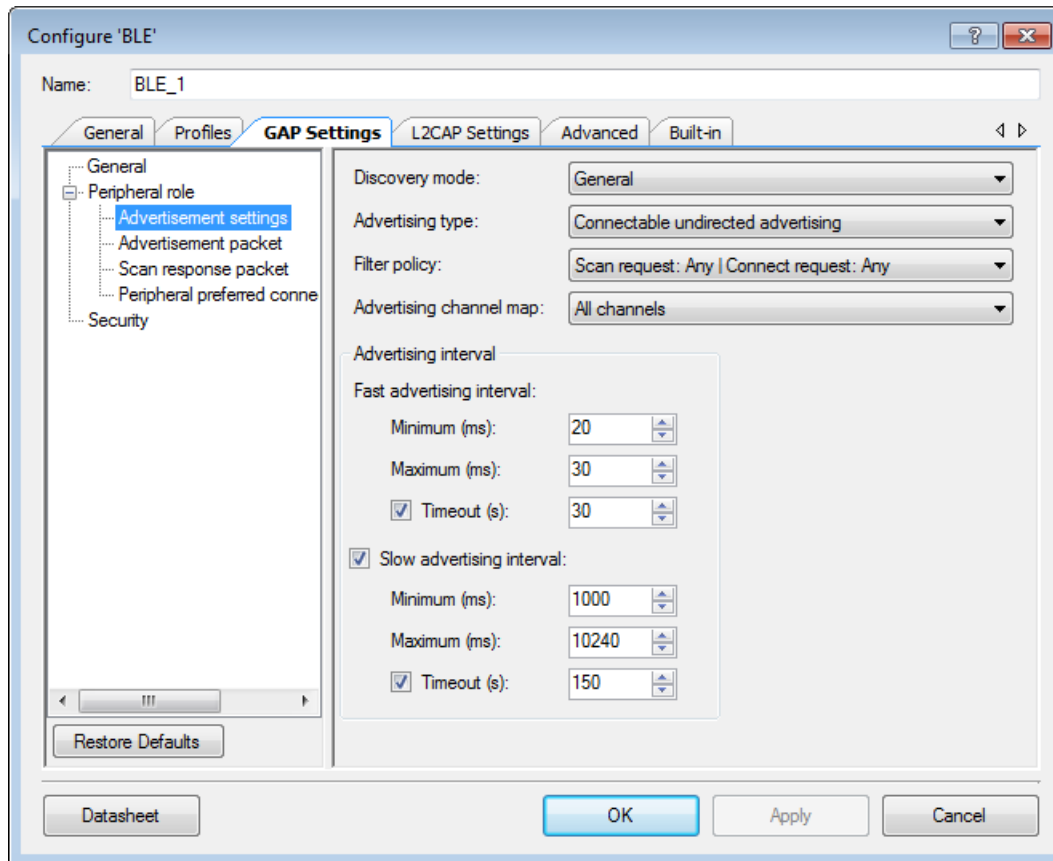 Configure 'BLE'
Name: BLE_1
General Profiles GAP Settings L2CAP Settings Advanced Built-in
General
Peripheral role
Advertisement settings
Advertisement packet
Scan response packet
Peripheral preferred conne
Security
Restore Defaults
Discovery mode: General
Advertising type: Connectable undirected advertising
Filter policy: Scan request: Any | Connect request: Any
Advertising channel map: All channels
Advertising interval
Fast advertising interval:
Minimum (ms): 20
Maximum (ms): 30
Timeout (s): 30
Slow advertising interval:
Minimum (ms): 1000
Maximum (ms): 10240
Timeout (s): 150
Datasheet OK Apply Cancel